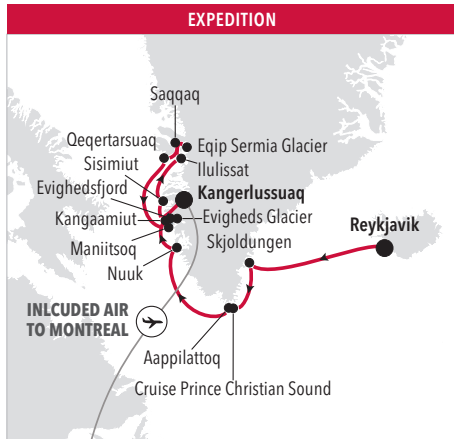 EXPEDITION
Saqqaq
Qeqertarsuaq
Eqip Sermia Glacier
Sisimiut
Ilulissat
Evighedsfjord
Kangerlussuaq
Kangaamiut
Evigheds Glacier
Maniitsoq
Skjoldungen
Reykjavik
Nuuk
INLCUDED AIR
TO MONTREAL
Aappilattoq
Cruise Prince Christian Sound